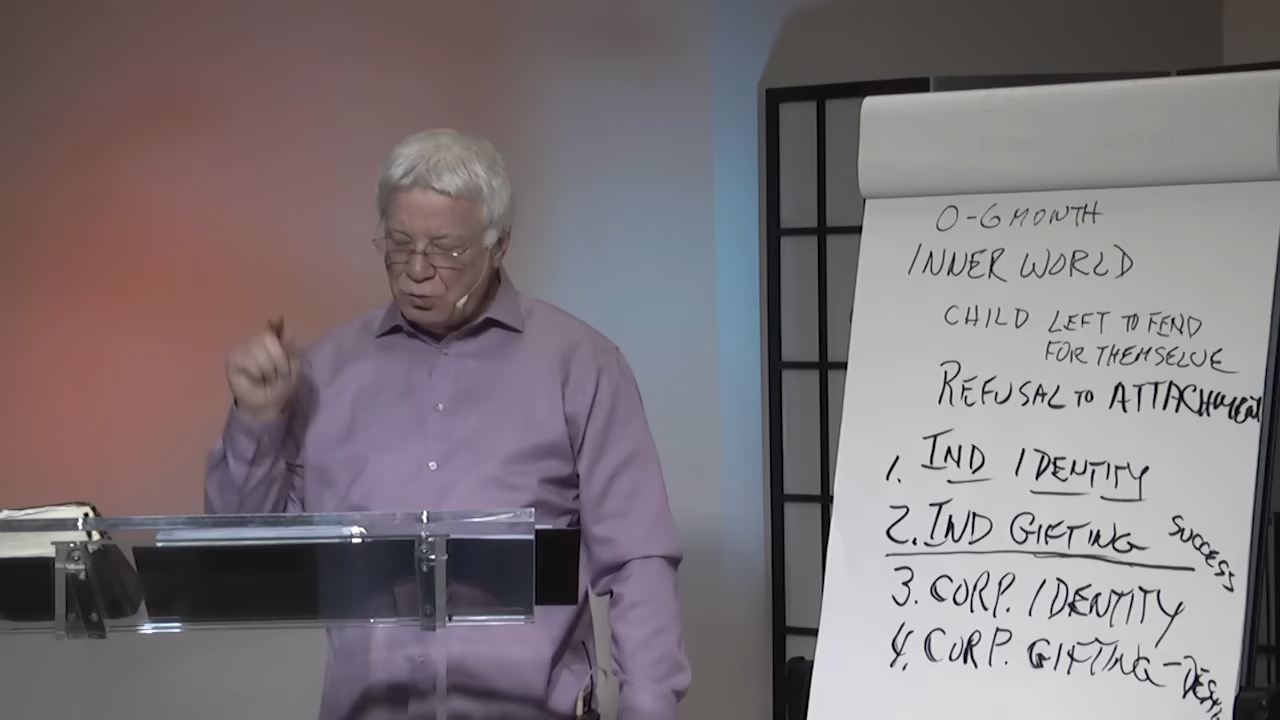 0-6 MONTH
INNER WORLD
CHILD LEFT TO FEND
FOR THEMSELVE
REFUSAL TO ATTACHMENT
1. IND IDENTITY
2. IND GIFTING SUCCESS
3. CORP. IDENTITY
4. CORP. GIFTING -